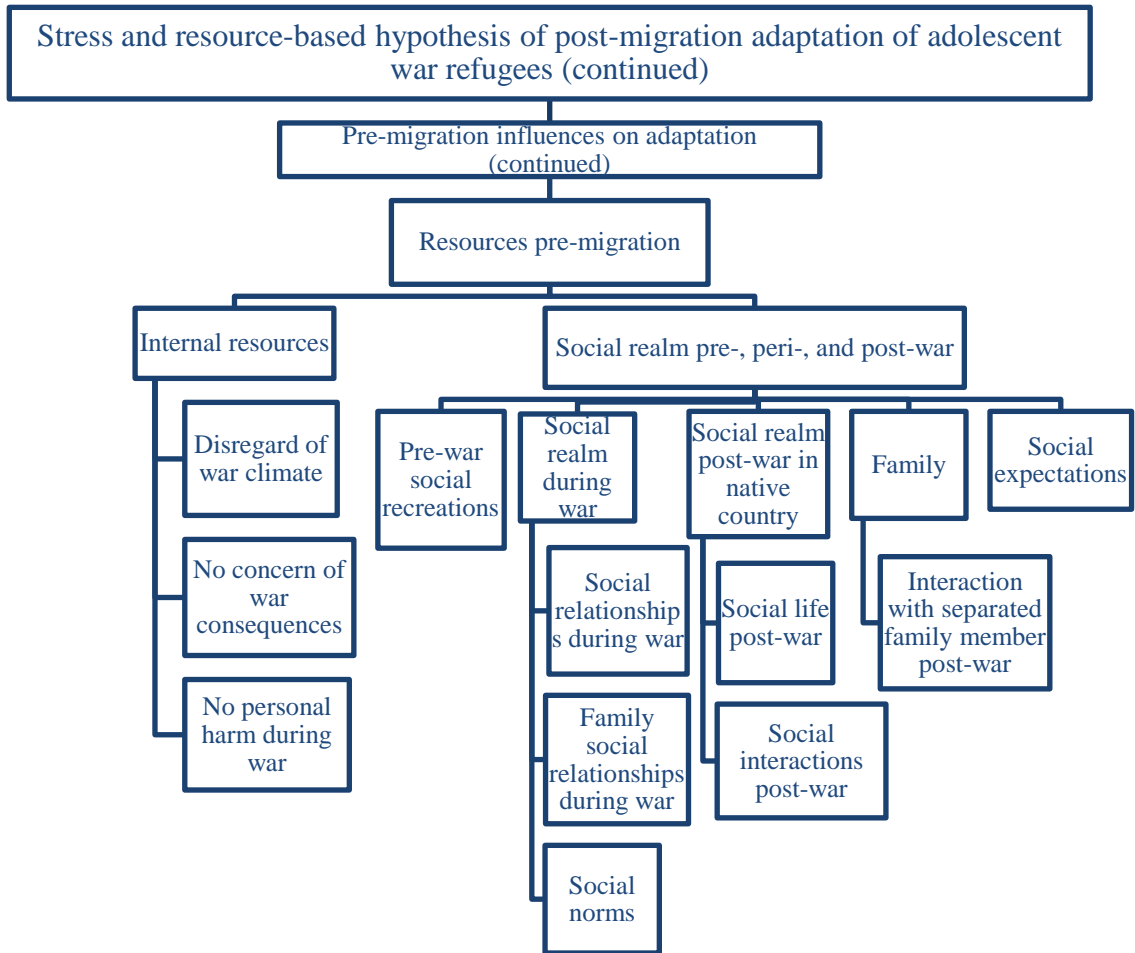 Stress and resource-based hypothesis of post-migration adaptation of adolescent
war refugees (continued)
Pre-migration influences on adaptation
(continued)
Resources pre-migration
Internal resources
Disregard of
war climate
No concern of
war
consequences
No personal
harm during
war
Social realm pre-, peri-, and post-war
Pre-war
social
recreations
Social
realm
during
war
Social
relationship
s during war
Family
social
relationships
during war
Social
norms
Social realm
post-war in
native
country
Social life
post-war
Social
interactions
post-war
Family
Interaction
with separated
family member
post-war
Social
expectations